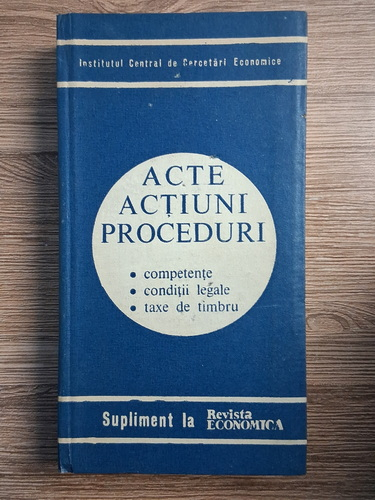 Institutul Central de Cercetări Economice
ACTE
ACȚIUNI
PROCEDURI
• competențe
• condiții legale
• taxe de timbru
Supliment la Revista
ECONOMICA